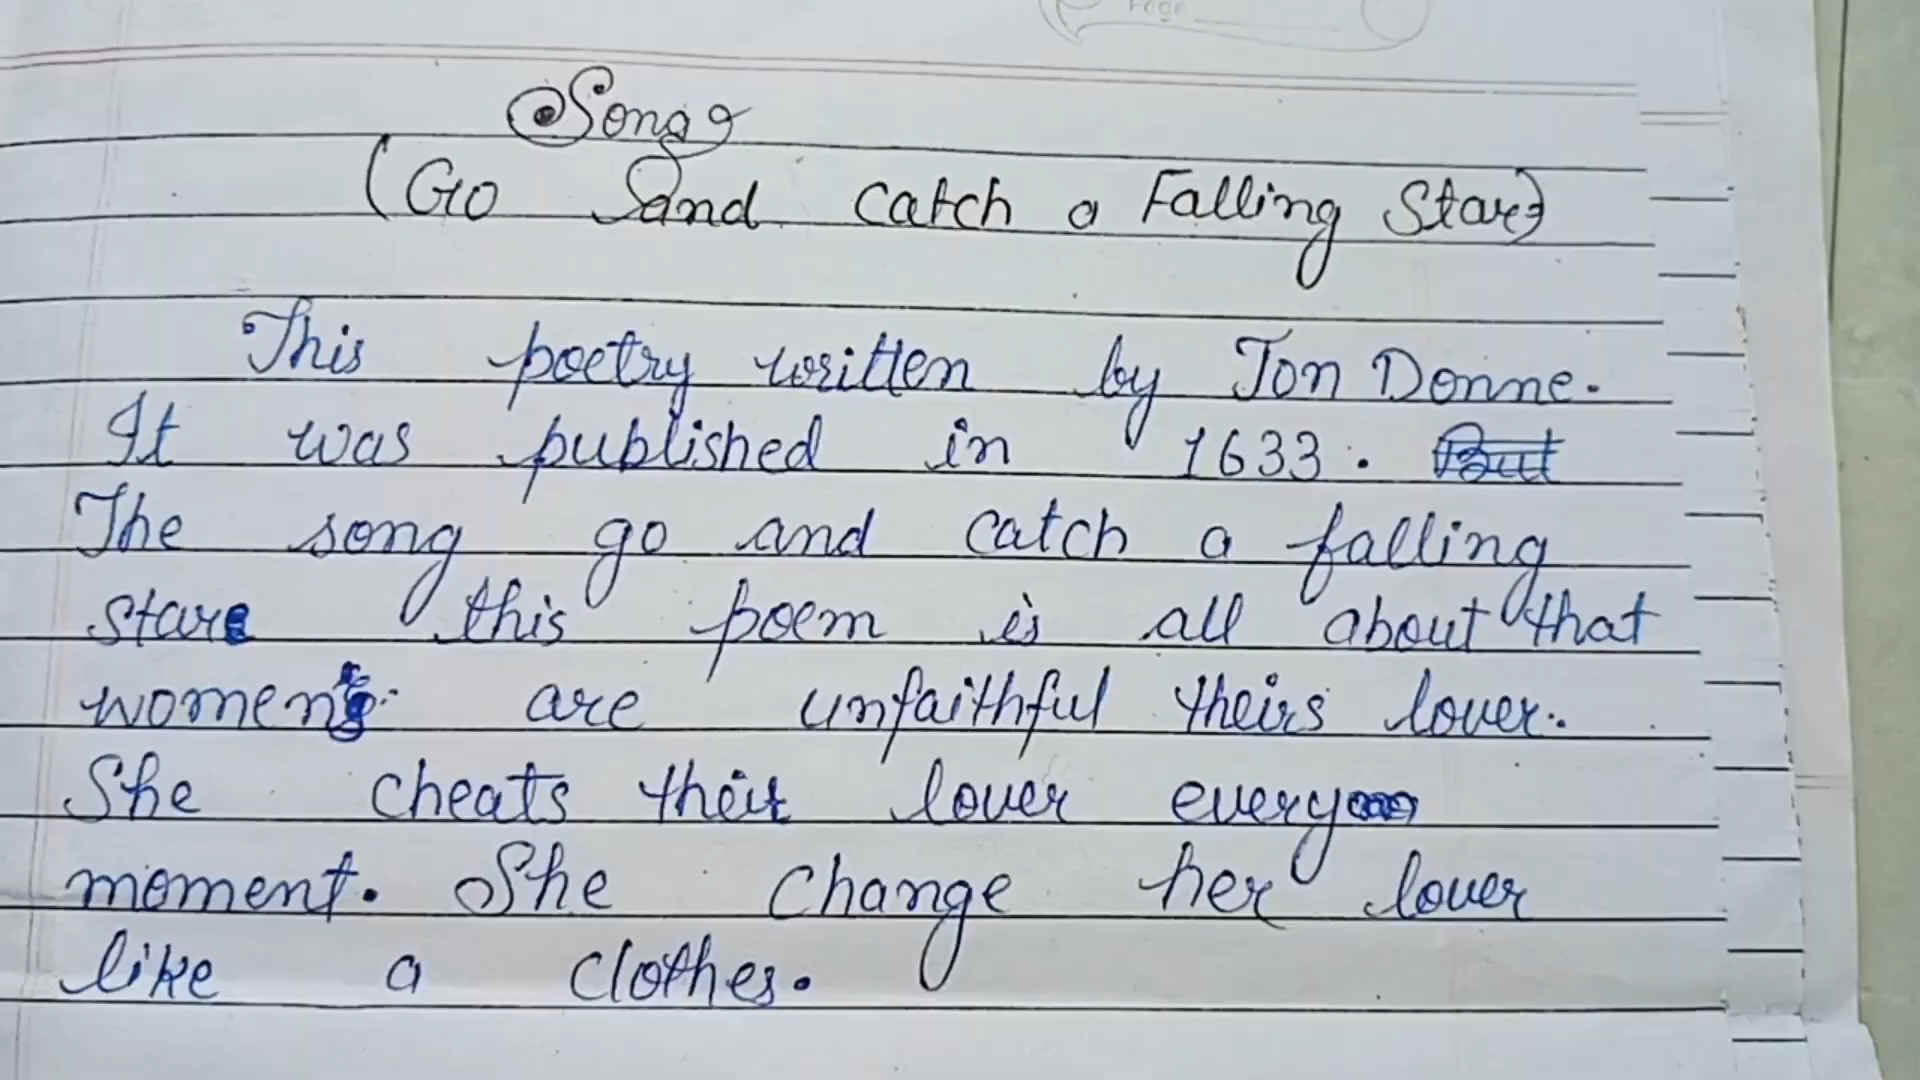 Song
(Go and catch a Falling Star)
This poetry written by Jon Donne.
It was published in 1633.
The song go and catch a falling
star this poem is all about that
women are unfaithful theirs lover.
She cheats their lover every
moment. She change her lover
like a clothes.